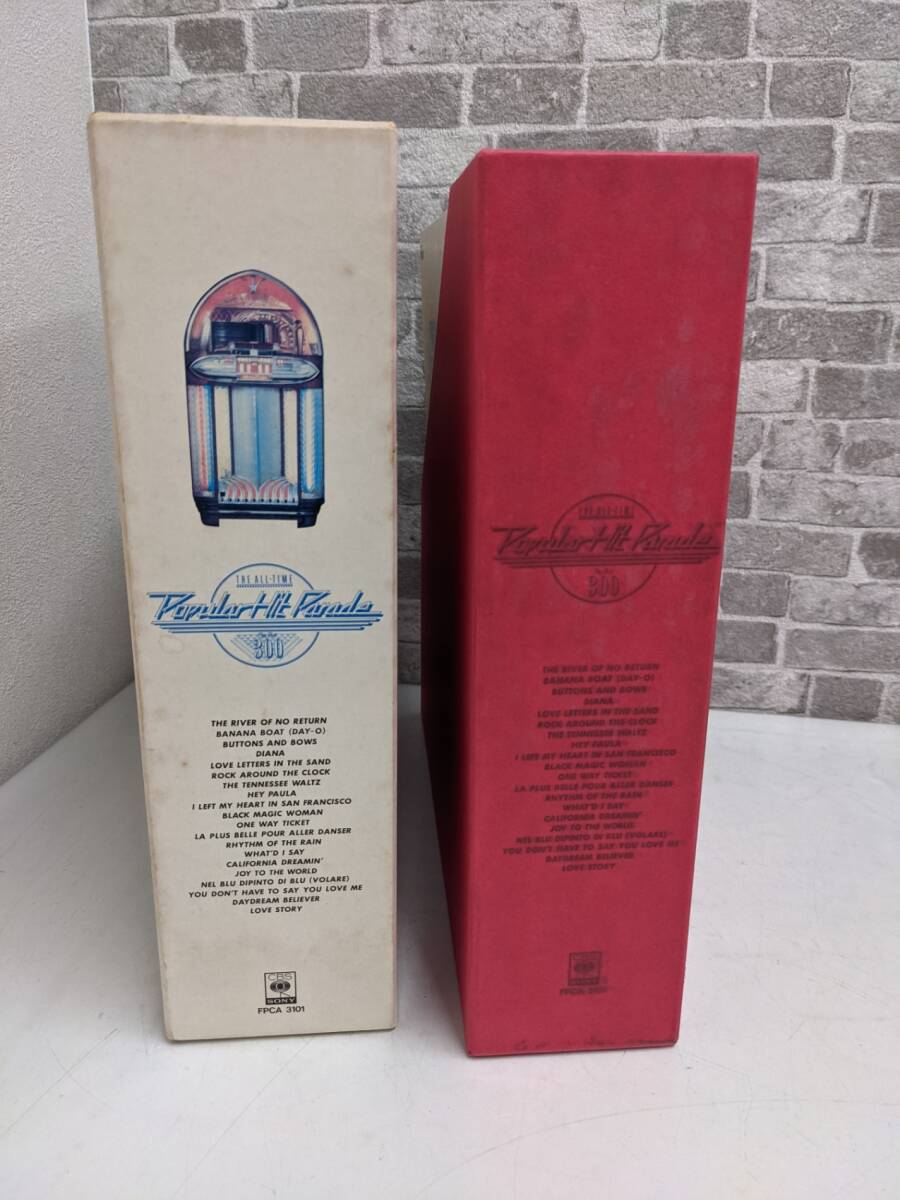 THE ALL-TIME
Popular Hit Parade
300
THE RIVER OF NO RETURN
BANANA BOAT (DAY-O)
BUTTONS AND BOWS
DIANA
LOVE LETTERS IN THE SAND
ROCK AROUND THE CLOCK
THE TENNESSEE WALTZ
HEY PAULA
I LEFT MY HEART IN SAN FRANCISCO
BLACK MAGIC WOMAN
ONE WAY TICKET
LA PLUS BELLE POUR ALLER DANSER
RHYTHM OF THE RAIN
WHAT'D I SAY
CALIFORNIA DREAMIN'
JOY TO THE WORLD
NEL BLU DIPINTO DI BLU (VOLARE)
YOU DON'T HAVE TO SAY YOU LOVE ME
DAYDREAM BELIEVER
LOVE STORY
CBS
SONY
FPCA 3101
THE ALL-TIME
Popular Hit Parade
300
THE RIVER OF NO RETURN
BANANA BOAT (DAY-O)
BUTTONS AND BOWS
DIANA
LOVE LETTERS IN THE SAND
ROCK AROUND THE CLOCK
THE TENNESSEE WALTZ
HEY PAULA
I LEFT MY HEART IN SAN FRANCISCO
BLACK MAGIC WOMAN
ONE WAY TICKET
LA PLUS BELLE POUR ALLER DANSER
RHYTHM OF THE RAIN
WHAT'D I SAY
CALIFORNIA DREAMIN'
JOY TO THE WORLD
NEL BLU DIPINTO DI BLU (VOLARE)
YOU DON'T HAVE TO SAY YOU LOVE ME
DAYDREAM BELIEVER
LOVE STORY
CBS
SONY
FPCA